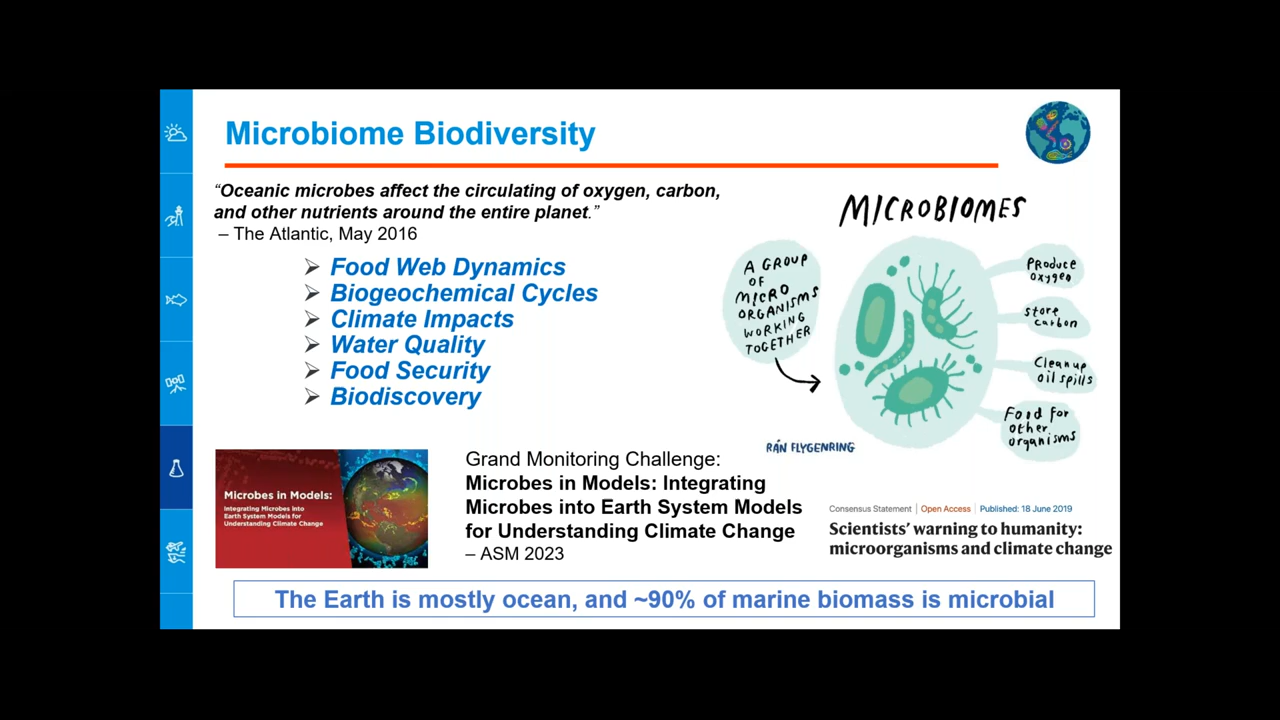 Microbiome Biodiversity
“Oceanic microbes affect the circulating of oxygen, carbon,
and other nutrients around the entire planet.”
– The Atlantic, May 2016
Food Web Dynamics
Biogeochemical Cycles
Climate Impacts
Water Quality
Food Security
Biodiscovery
MICROBIOMES
A GROUP
OF
MICRO
ORGANISMS
WORKING
TOGETHER
Produce
oxygen
store
carbon
Clean up
oil spills
Food for
other
organisms
RÁN FLYGENRING
Microbes in Models:
Integrating Microbes into
Earth System Models for
Understanding Climate Change
Grand Monitoring Challenge:
Microbes in Models: Integrating
Microbes into Earth System Models
for Understanding Climate Change
– ASM 2023
Consensus Statement | Open Access | Published: 18 June 2019
Scientists’ warning to humanity:
microorganisms and climate change
The Earth is mostly ocean, and ~90% of marine biomass is microbial